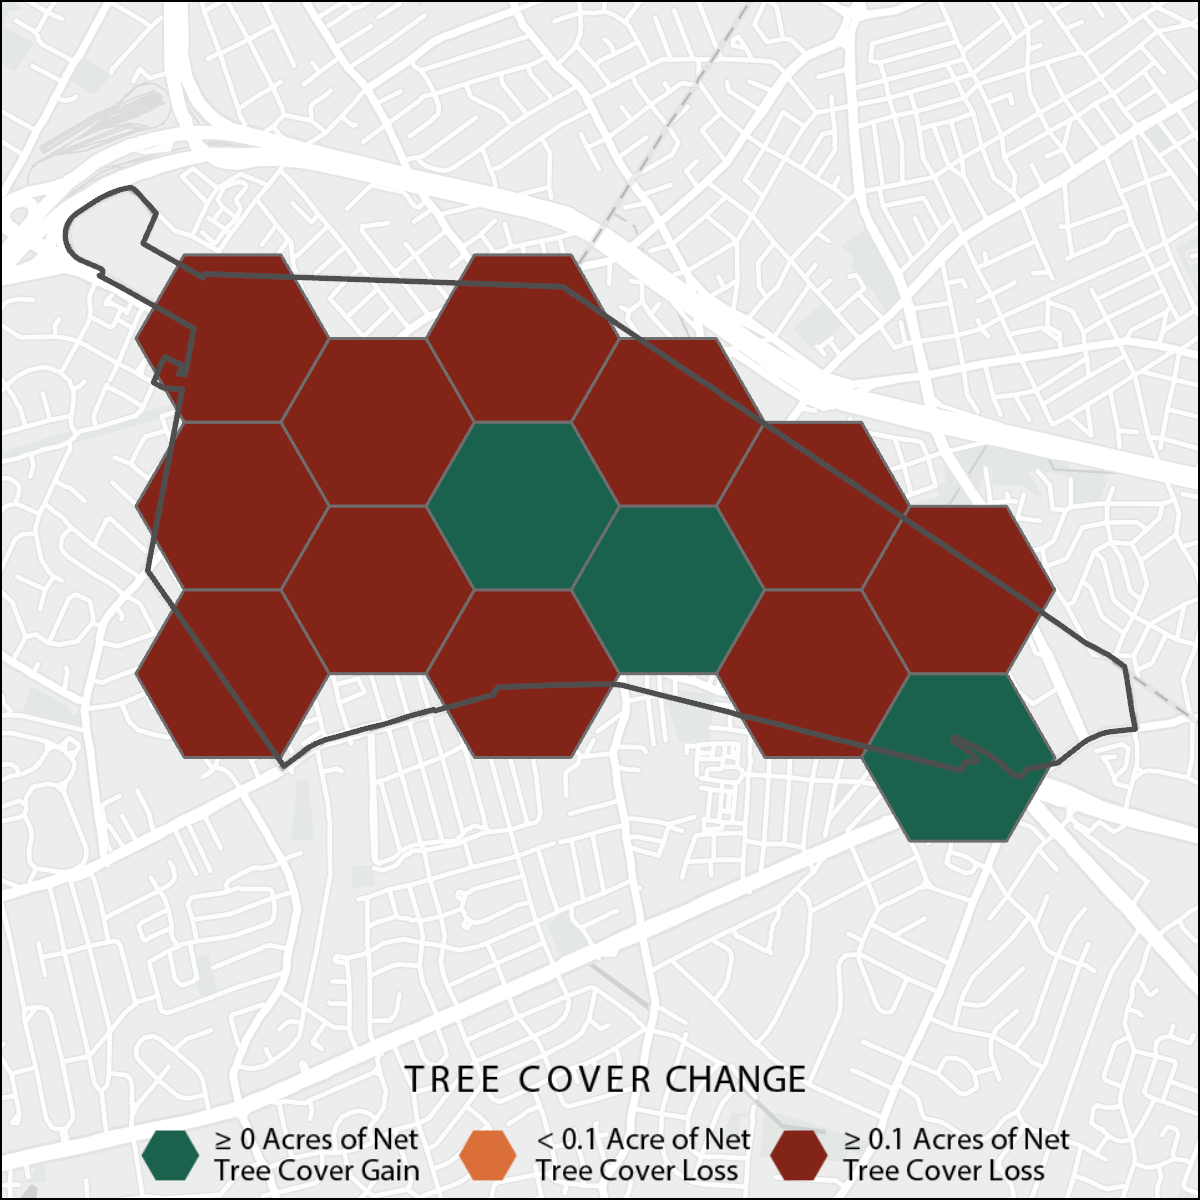 TREE COVER CHANGE
≥ 0 Acres of Net
Tree Cover Gain
< 0.1 Acre of Net
Tree Cover Loss
≥ 0.1 Acres of Net
Tree Cover Loss